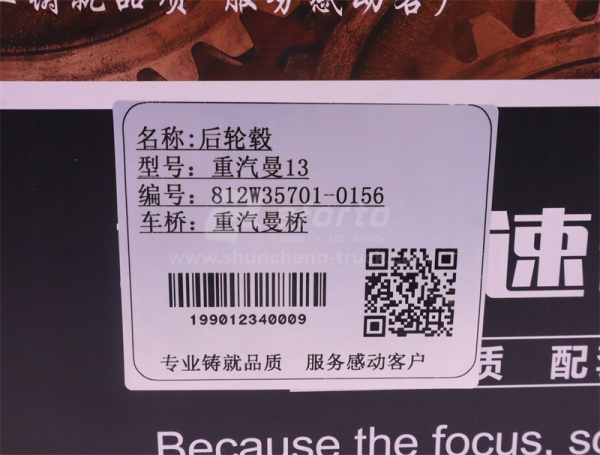 铸就品质 服务感动客户
名称:后轮毂
型号: 重汽曼13
编号: 812W35701-0156
车桥: 重汽曼桥
www.shuncheng-tru
199012340009
专业铸就品质 服务感动客户
速
质 配套
Because the focus, so